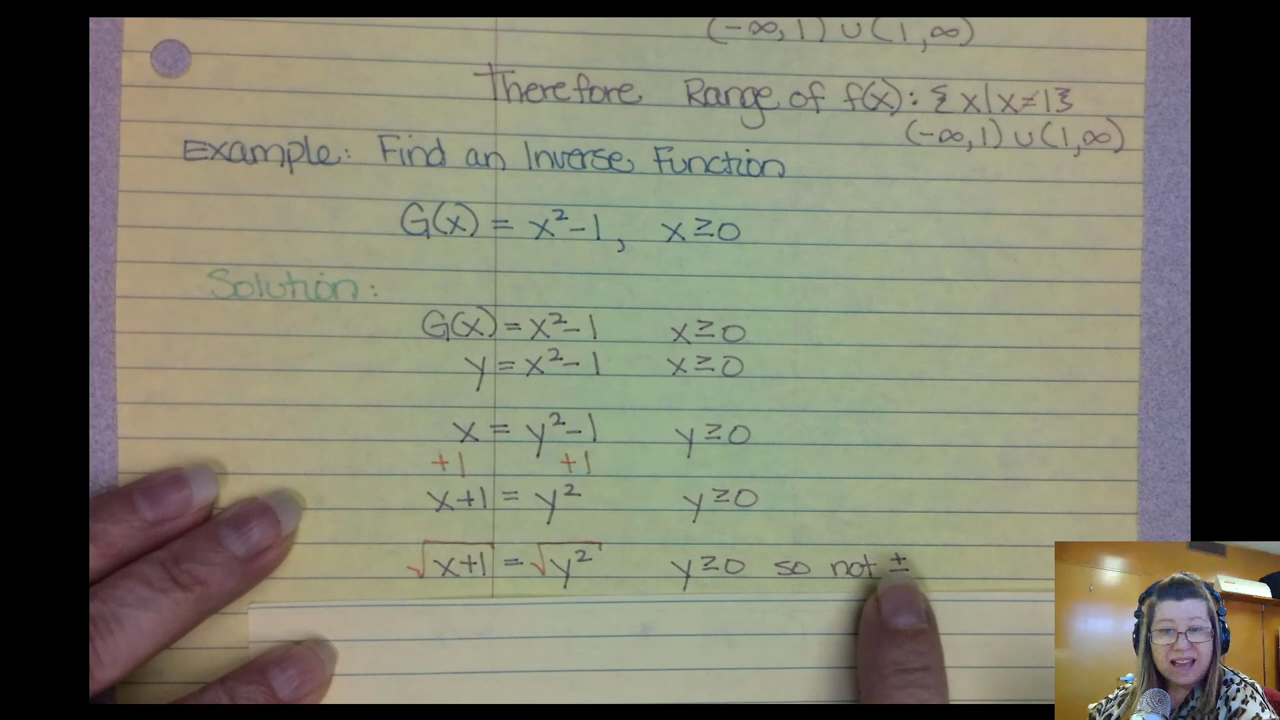 (-∞,1) ∪ (1,∞)
Therefore Range of f(x): {x|x≠1}
(-∞,1) ∪ (1,∞)
Example: Find an Inverse Function
G(x) = x²-1, x≥0
Solution:
G(x) = x²-1 x≥0
y = x²-1 x≥0
x = y²-1 y≥0
+1 +1
x+1 = y² y≥0
√x+1 = √y² y≥0 so not ±